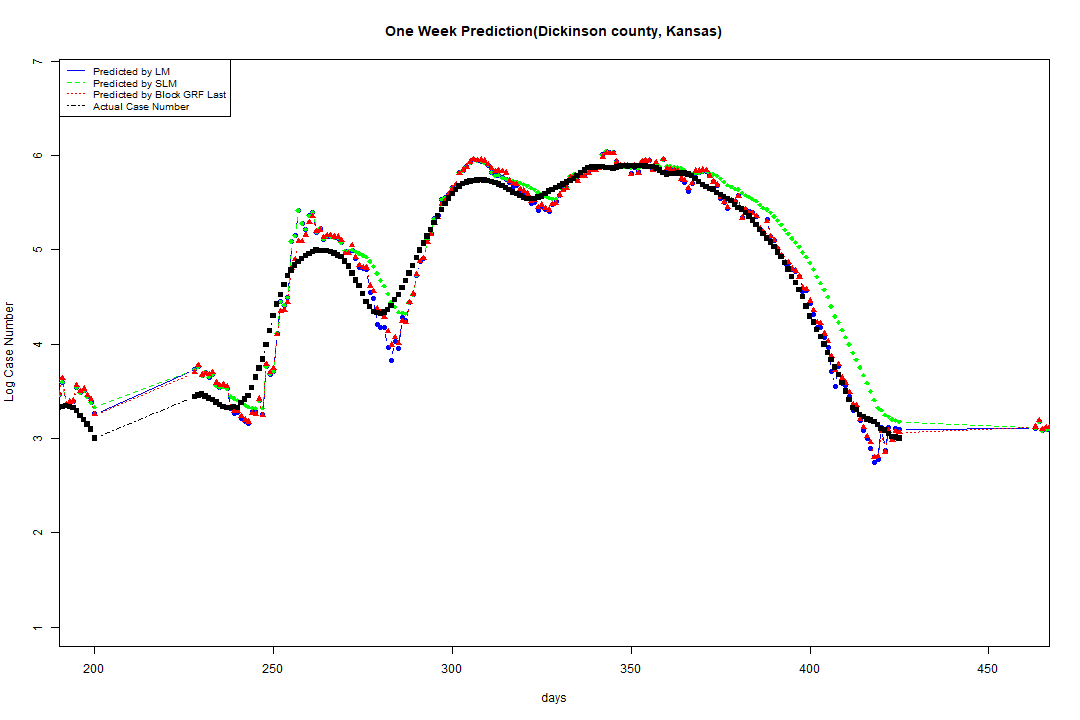 One Week Prediction(Dickinson county, Kansas)
Predicted by LM
Predicted by SLM
Predicted by Block GRF Last
Actual Case Number
7
6
5
4
3
2
1
Log Case Number
200 250 300 350 400 450
days